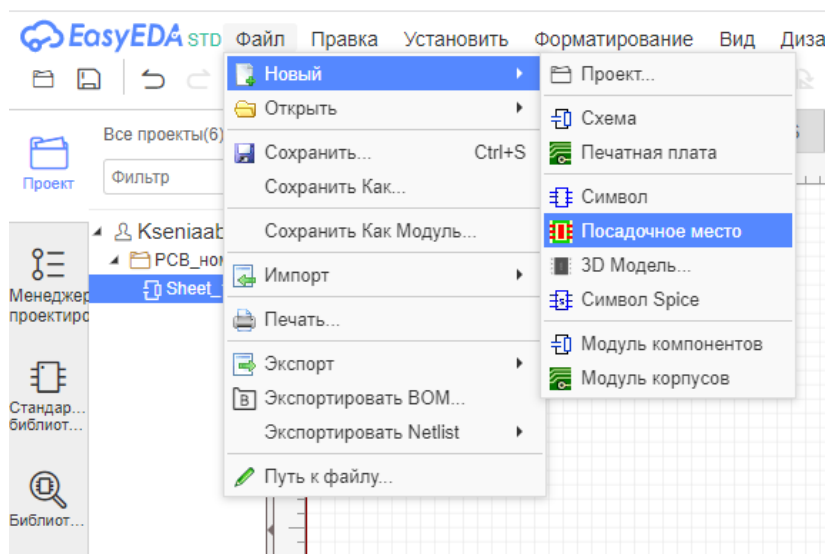 EasyEDA STD Файл Правка Установить Форматирование Вид Диза
Новый
Открыть
Сохранить... Ctrl+S
Сохранить Как...
Сохранить Как Модуль...
Импорт
Печать...
Экспорт
Экспортировать BOM...
Экспортировать Netlist
Путь к файлу...
Проект...
Схема
Печатная плата
Символ
Посадочное место
3D Модель...
Символ Spice
Модуль компонентов
Модуль корпусов
Все проекты(6)
Фильтр
Kseniaab
PCB_ном
Sheet_
Проект
Менеджер
проектиро
Стандар...
библиот...
Библиот...